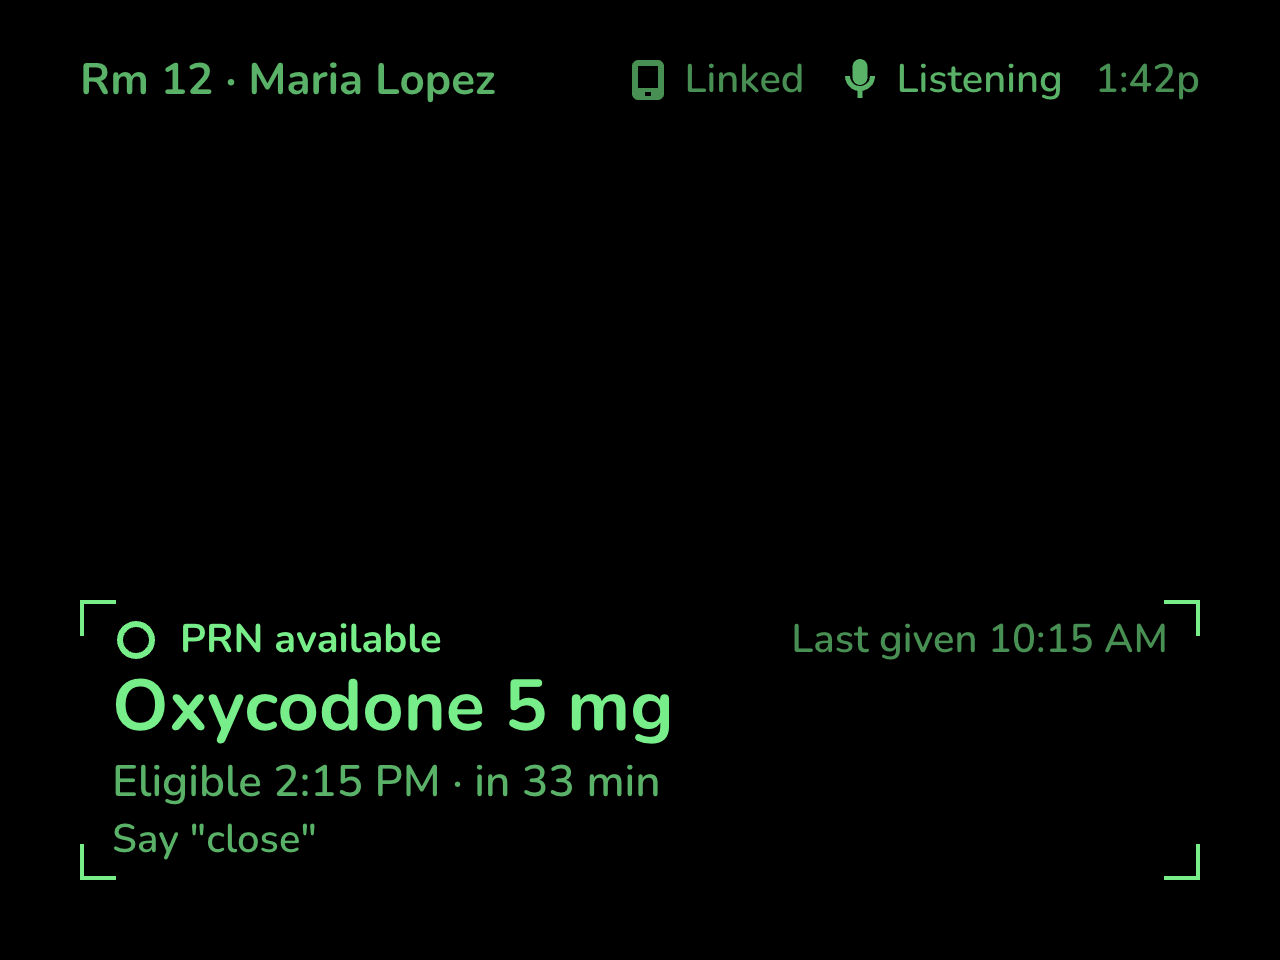 Rm 12 · Maria Lopez Linked Listening 1:42p
PRN available Last given 10:15 AM
Oxycodone 5 mg
Eligible 2:15 PM · in 33 min
Say "close"